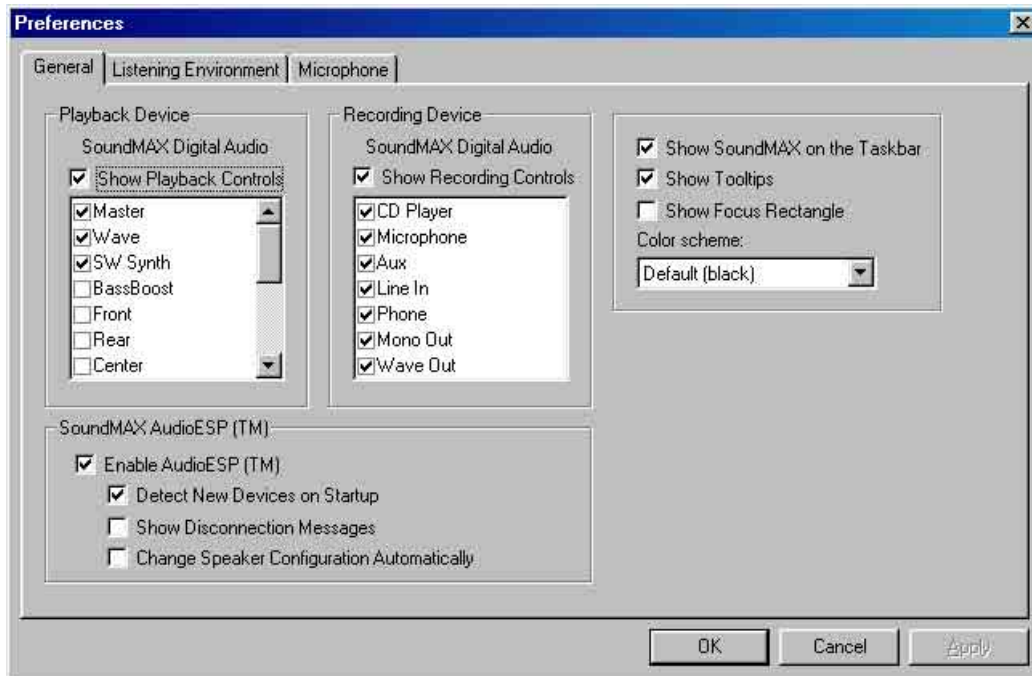 Preferences
General
Listening Environment
Microphone
Playback Device
SoundMAX Digital Audio
Show Playback Controls
Master
Wave
SW Synth
BassBoost
Front
Rear
Center
Recording Device
SoundMAX Digital Audio
Show Recording Controls
CD Player
Microphone
Aux
Line In
Phone
Mono Out
Wave Out
Show SoundMAX on the Taskbar
Show Tooltips
Show Focus Rectangle
Color scheme:
Default (black)
SoundMAX AudioESP (TM)
Enable AudioESP (TM)
Detect New Devices on Startup
Show Disconnection Messages
Change Speaker Configuration Automatically
OK
Cancel
Apply